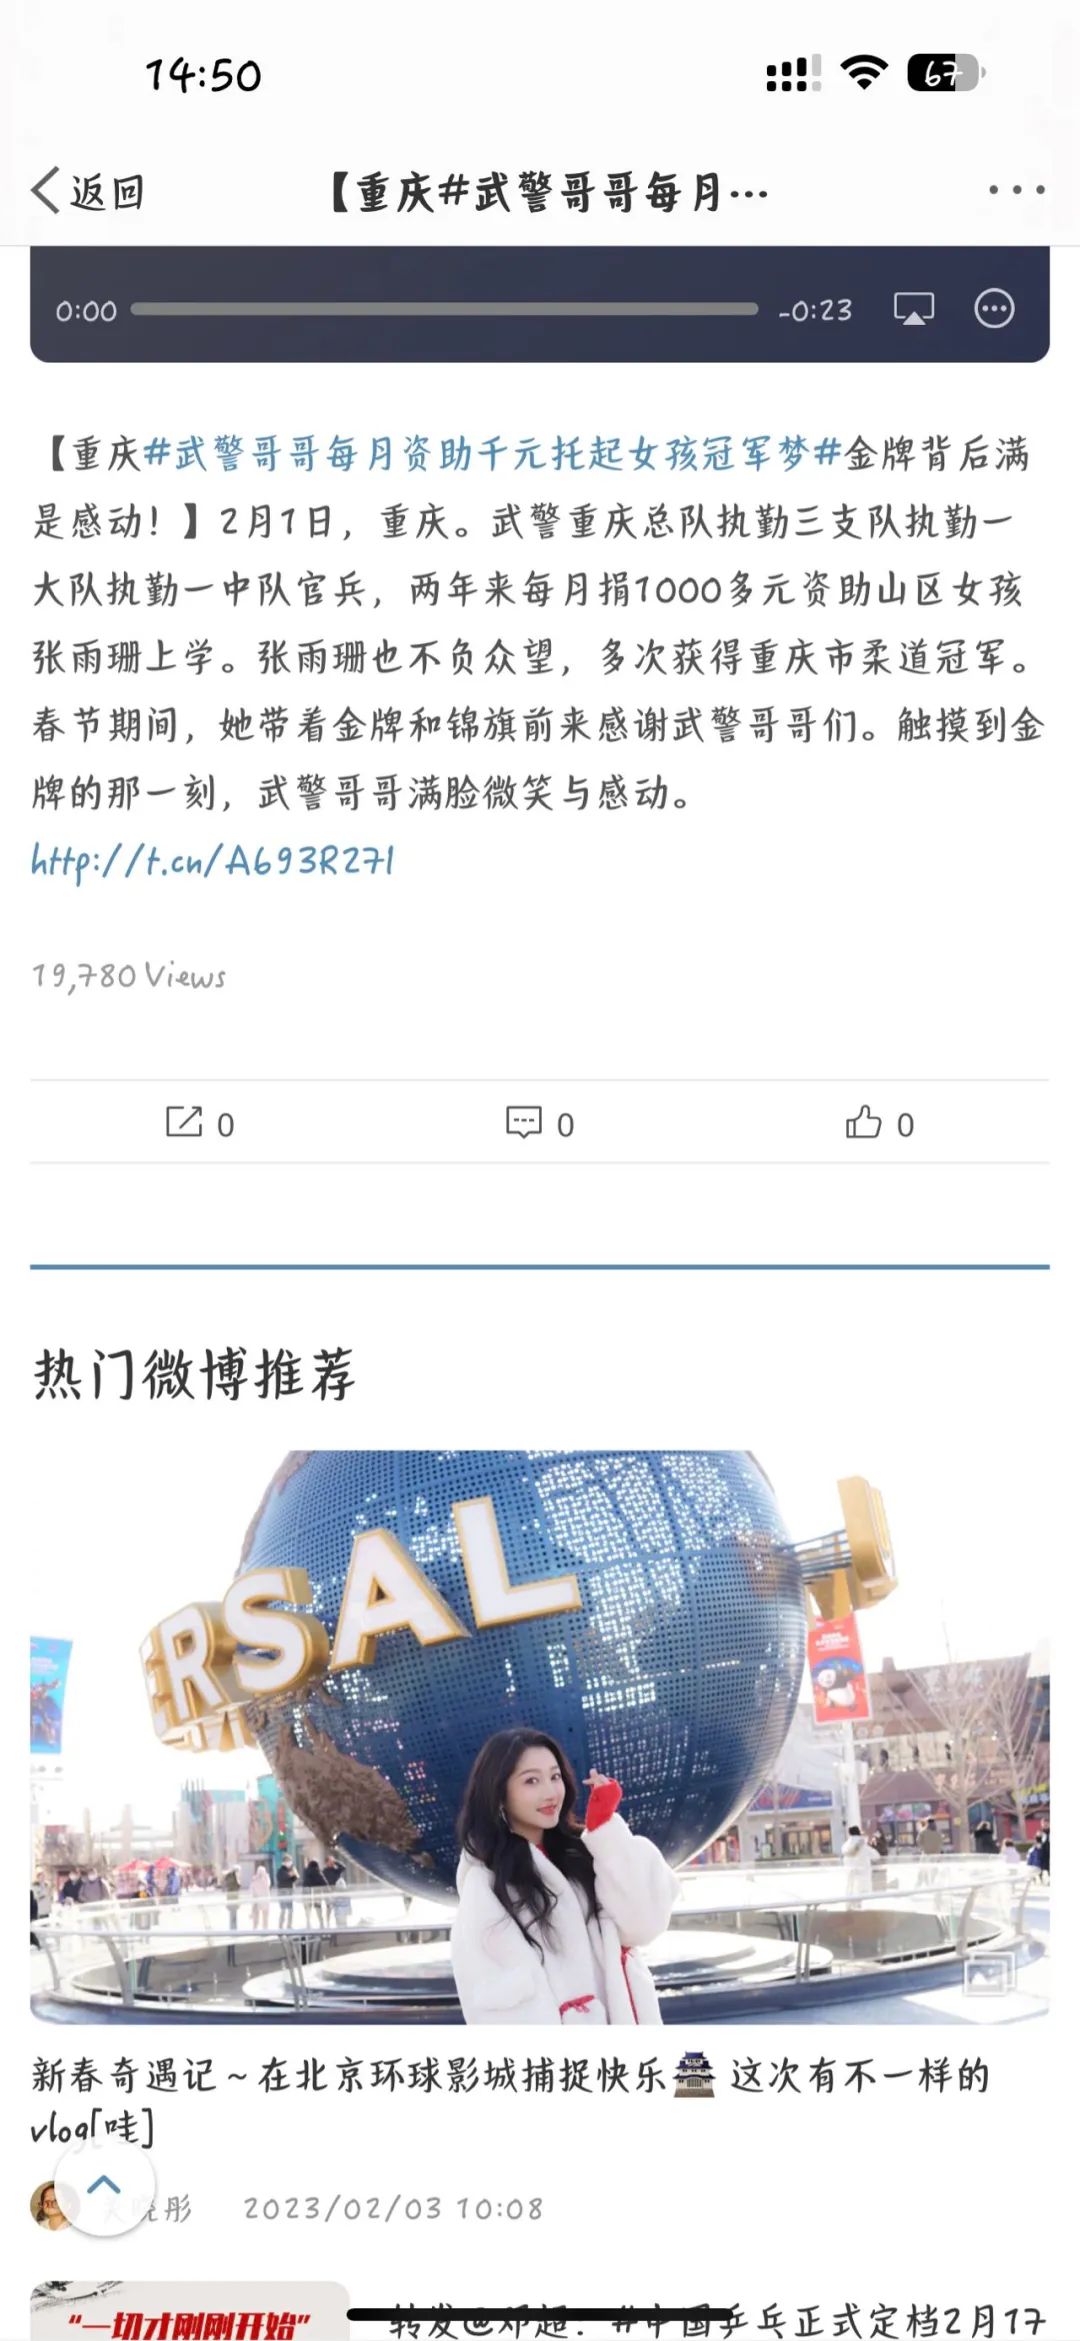 14:50
67
返回
【重庆#武警哥哥每月…
0:00
-0:23
【重庆#武警哥哥每月资助千元托起女孩冠军梦#金牌背后满
是感动！】2月1日，重庆。武警重庆总队执勤三支队执勤一
大队执勤一中队官兵，两年来每月捐1000多元资助山区女孩
张雨珊上学。张雨珊也不负众望，多次获得重庆市柔道冠军。
春节期间，她带着金牌和锦旗前来感谢武警哥哥们。触摸到金
牌的那一刻，武警哥哥满脸微笑与感动。
http://t.cn/A693R27I
19,780 Views
0
0
0
热门微博推荐
ERSAL
新春奇遇记～在北京环球影城捕捉快乐🏯 这次有不一样的
vlog[哇]
晓彤
2023/02/03 10:08
“一切才刚刚开始”
转发@邓超：#中国乒乓正式定档2月17